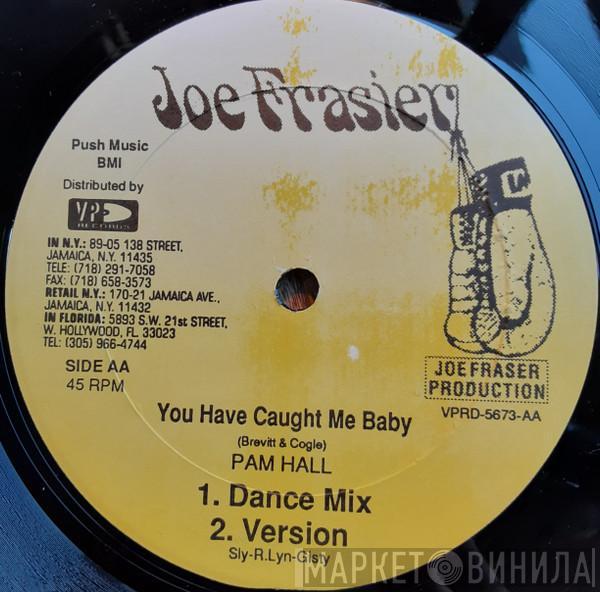 Joe Frasier
Push Music
BMI
Distributed by
VP
RECORDS
IN N.Y.: 89-05 138 STREET,
JAMAICA, N.Y. 11435
TELE: (718) 291-7058
FAX: (718) 658-3573
RETAIL N.Y.: 170-21 JAMAICA AVE.,
JAMAICA, N.Y. 11432
IN FLORIDA: 5893 S.W. 21st STREET,
W. HOLLYWOOD, FL 33023
TEL: (305) 966-4744
SIDE AA
45 RPM
JOE FRASER
PRODUCTION
VPRD-5673-AA
You Have Caught Me Baby
(Brevitt & Cogle)
PAM HALL
1. Dance Mix
2. Version
Sly-R.Lyn-Glsty
МАРКЕТ ВИНИЛА